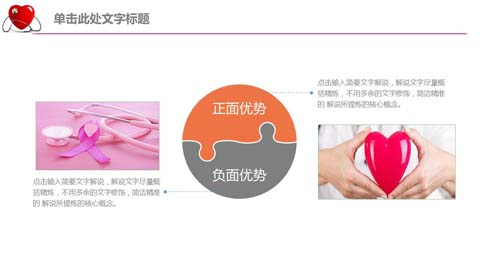 单击此处文字标题
点击输入简要文字解说，解说文字尽量概
括精炼，不用多余的文字修饰，简洁精准
的 解说所提炼的核心概念。
正面优势
负面优势
点击输入简要文字解说，解说文字尽量概
括精炼，不用多余的文字修饰，简洁精准
的 解说所提炼的核心概念。